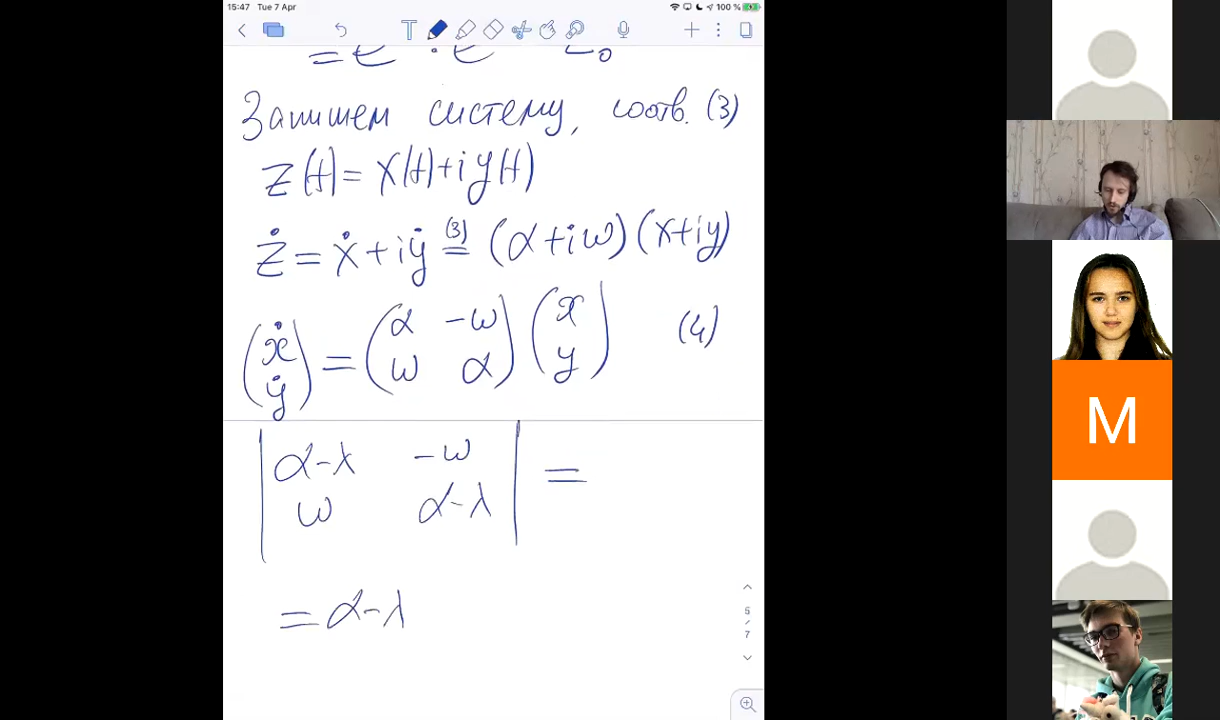 15:47 Tue 7 Apr 100 %
T
Запишем систему, соотв. (3)
z(t) = x(t) + i y(t)
ż = ẋ + iẏ (3)= (α + iω)(x + iy)
(ẋ ẏ) = (α -ω ω α) (x y) (4)
| α-λ -ω | =
| ω α-λ |
= α-λ
5
/
7
M